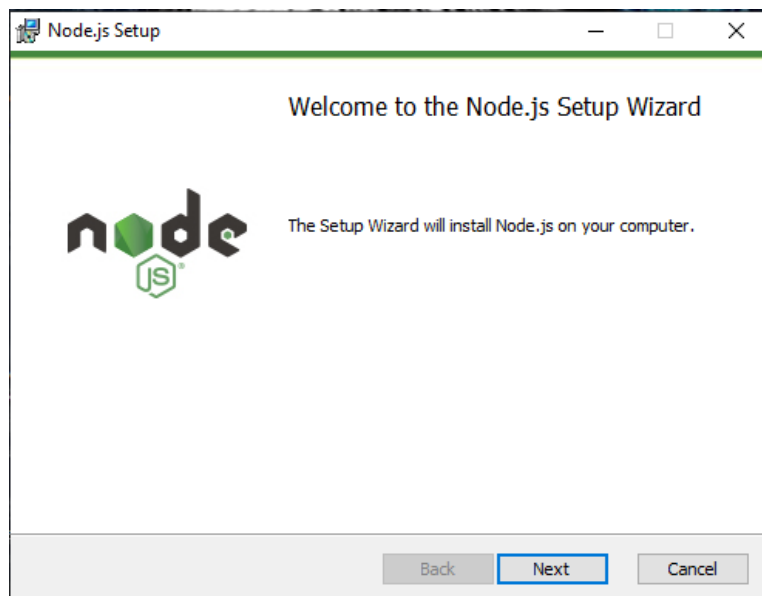 Node.js Setup
Welcome to the Node.js Setup Wizard
node
JS®
The Setup Wizard will install Node.js on your computer.
Back Next Cancel